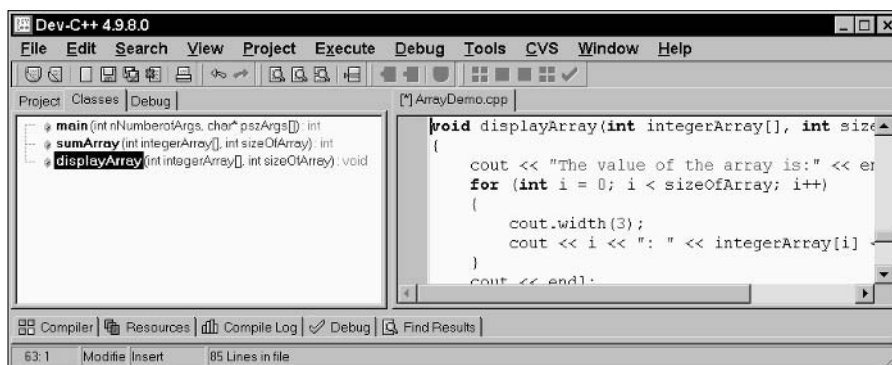 Dev-C++ 4.9.8.0
File Edit Search View Project Execute Debug Tools CVS Window Help
Project Classes Debug
[*] ArrayDemo.cpp
main (int nNumberofArgs, char* pszArgs[]) : int
sumArray (int integerArray[], int sizeOfArray) : int
displayArray (int integerArray[], int sizeOfArray) : void
void displayArray(int integerArray[], int size
{
cout << "The value of the array is:" << en
for (int i = 0; i < sizeOfArray; i++)
{
cout.width(3);
cout << i << ": " << integerArray[i] <
}
cout << endl;
Compiler Resources Compile Log Debug Find Results
63: 1 Modifie Insert 85 Lines in file